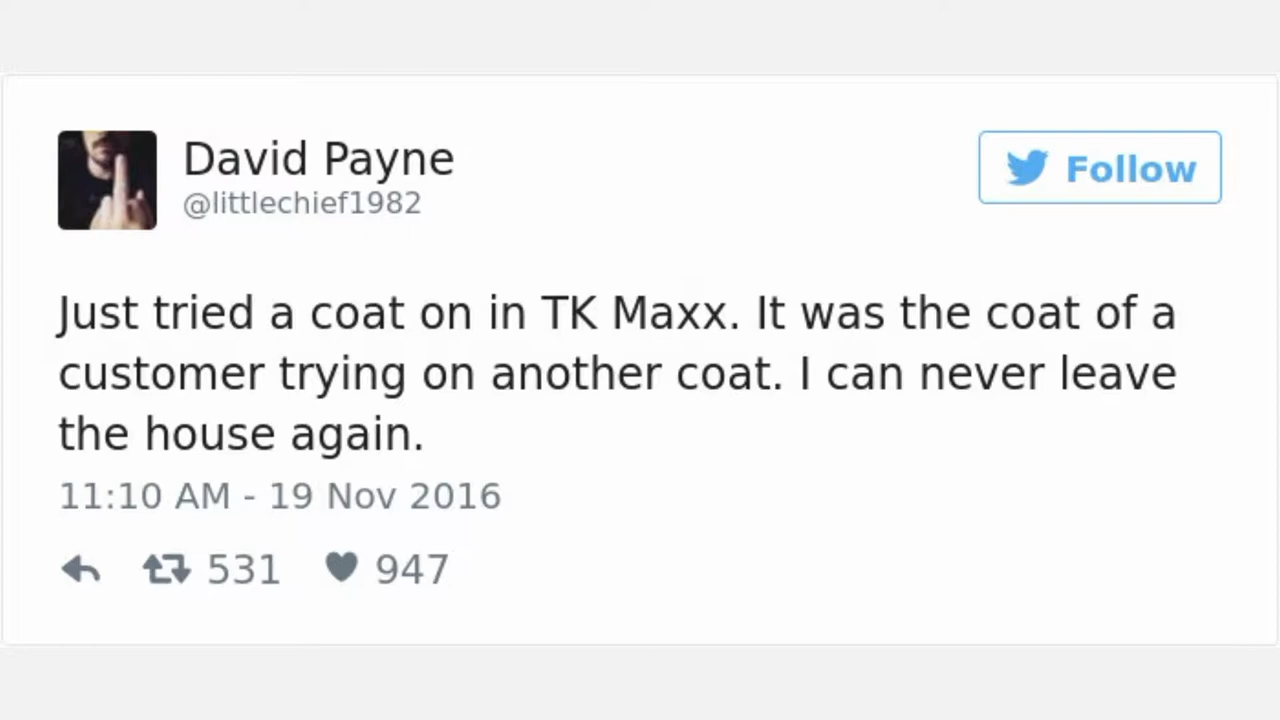 David Payne
@littlechief1982
Follow
Just tried a coat on in TK Maxx. It was the coat of a
customer trying on another coat. I can never leave
the house again.
11:10 AM - 19 Nov 2016
531 947